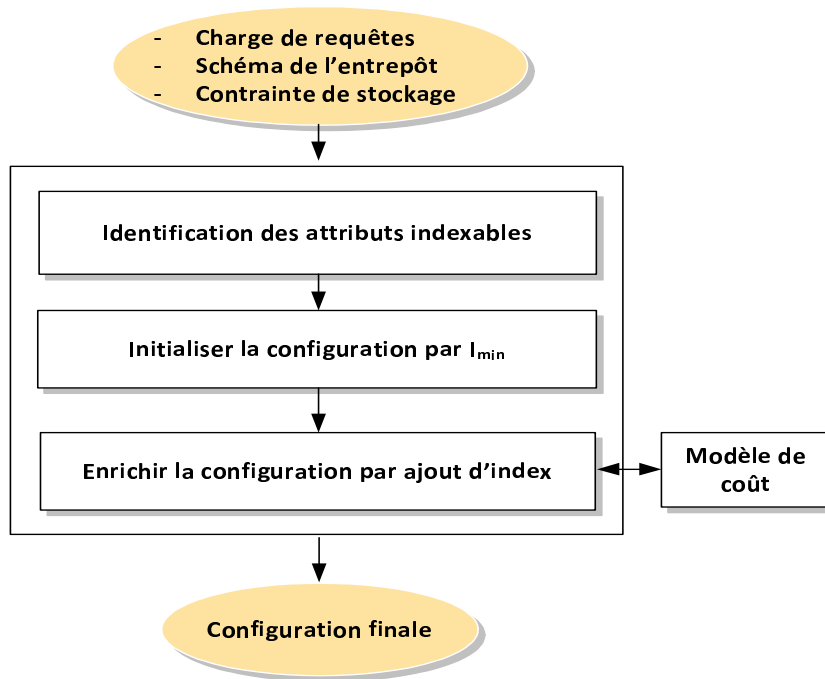 - Charge de requêtes
- Schéma de l'entrepôt
- Contrainte de stockage
Identification des attributs indexables
Initialiser la configuration par Imin
Enrichir la configuration par ajout d'index
Modèle de
coût
Configuration finale